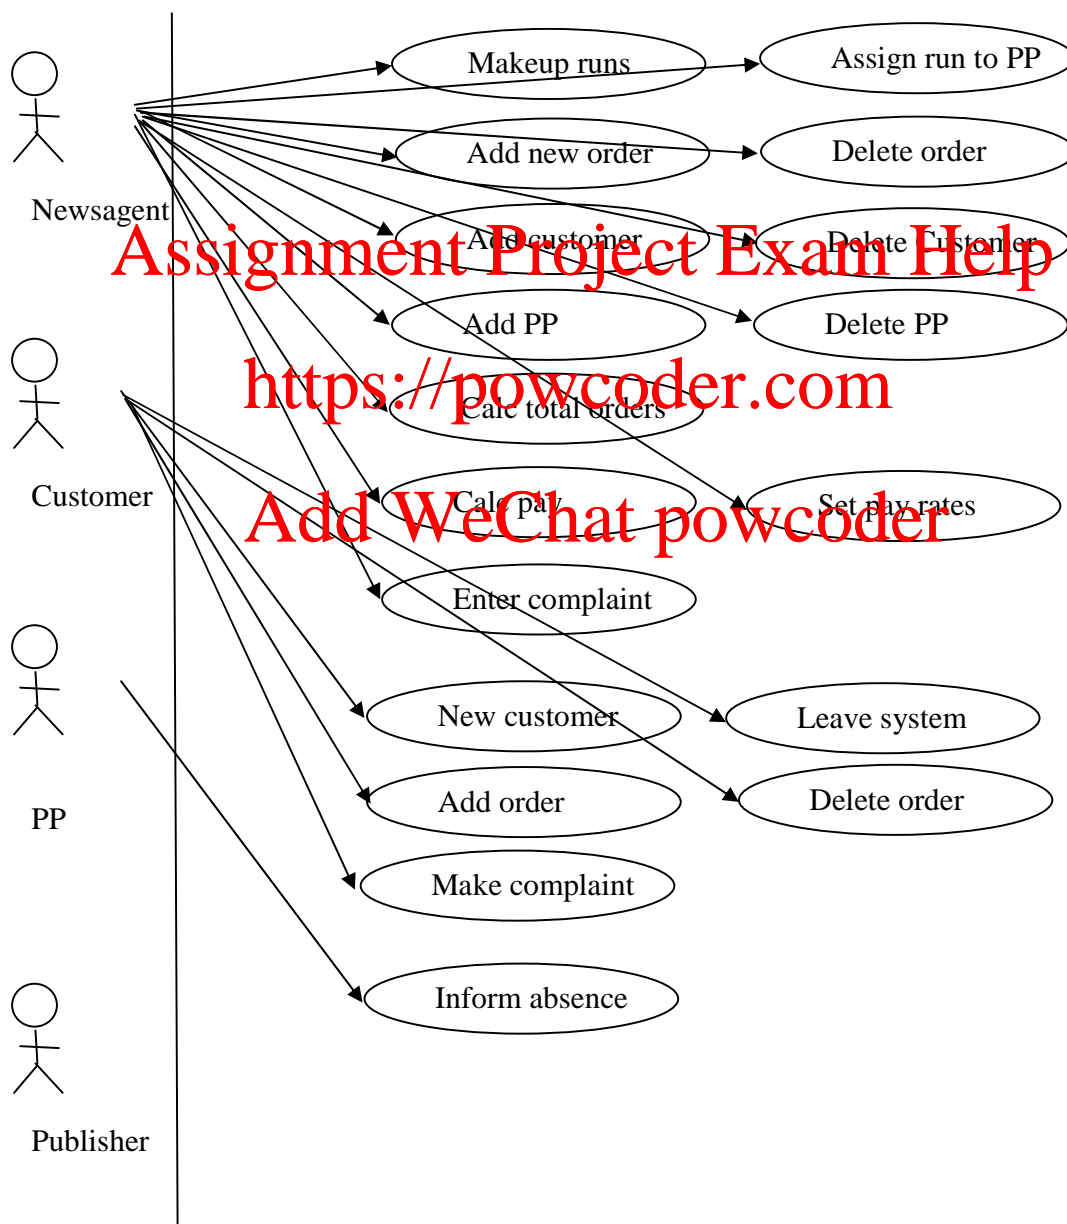 Makeup runs
Assign run to PP
Add new order
Delete order
Newsagent
Add customer
Delete Customer
Assignment Project Exam Help
Add PP
Delete PP
https://powcoder.com
Calc total orders
Customer
Calc pay
Set pay rates
Add WeChat powcoder
Enter complaint
New customer
Leave system
Add order
Delete order
PP
Make complaint
Inform absence
Publisher